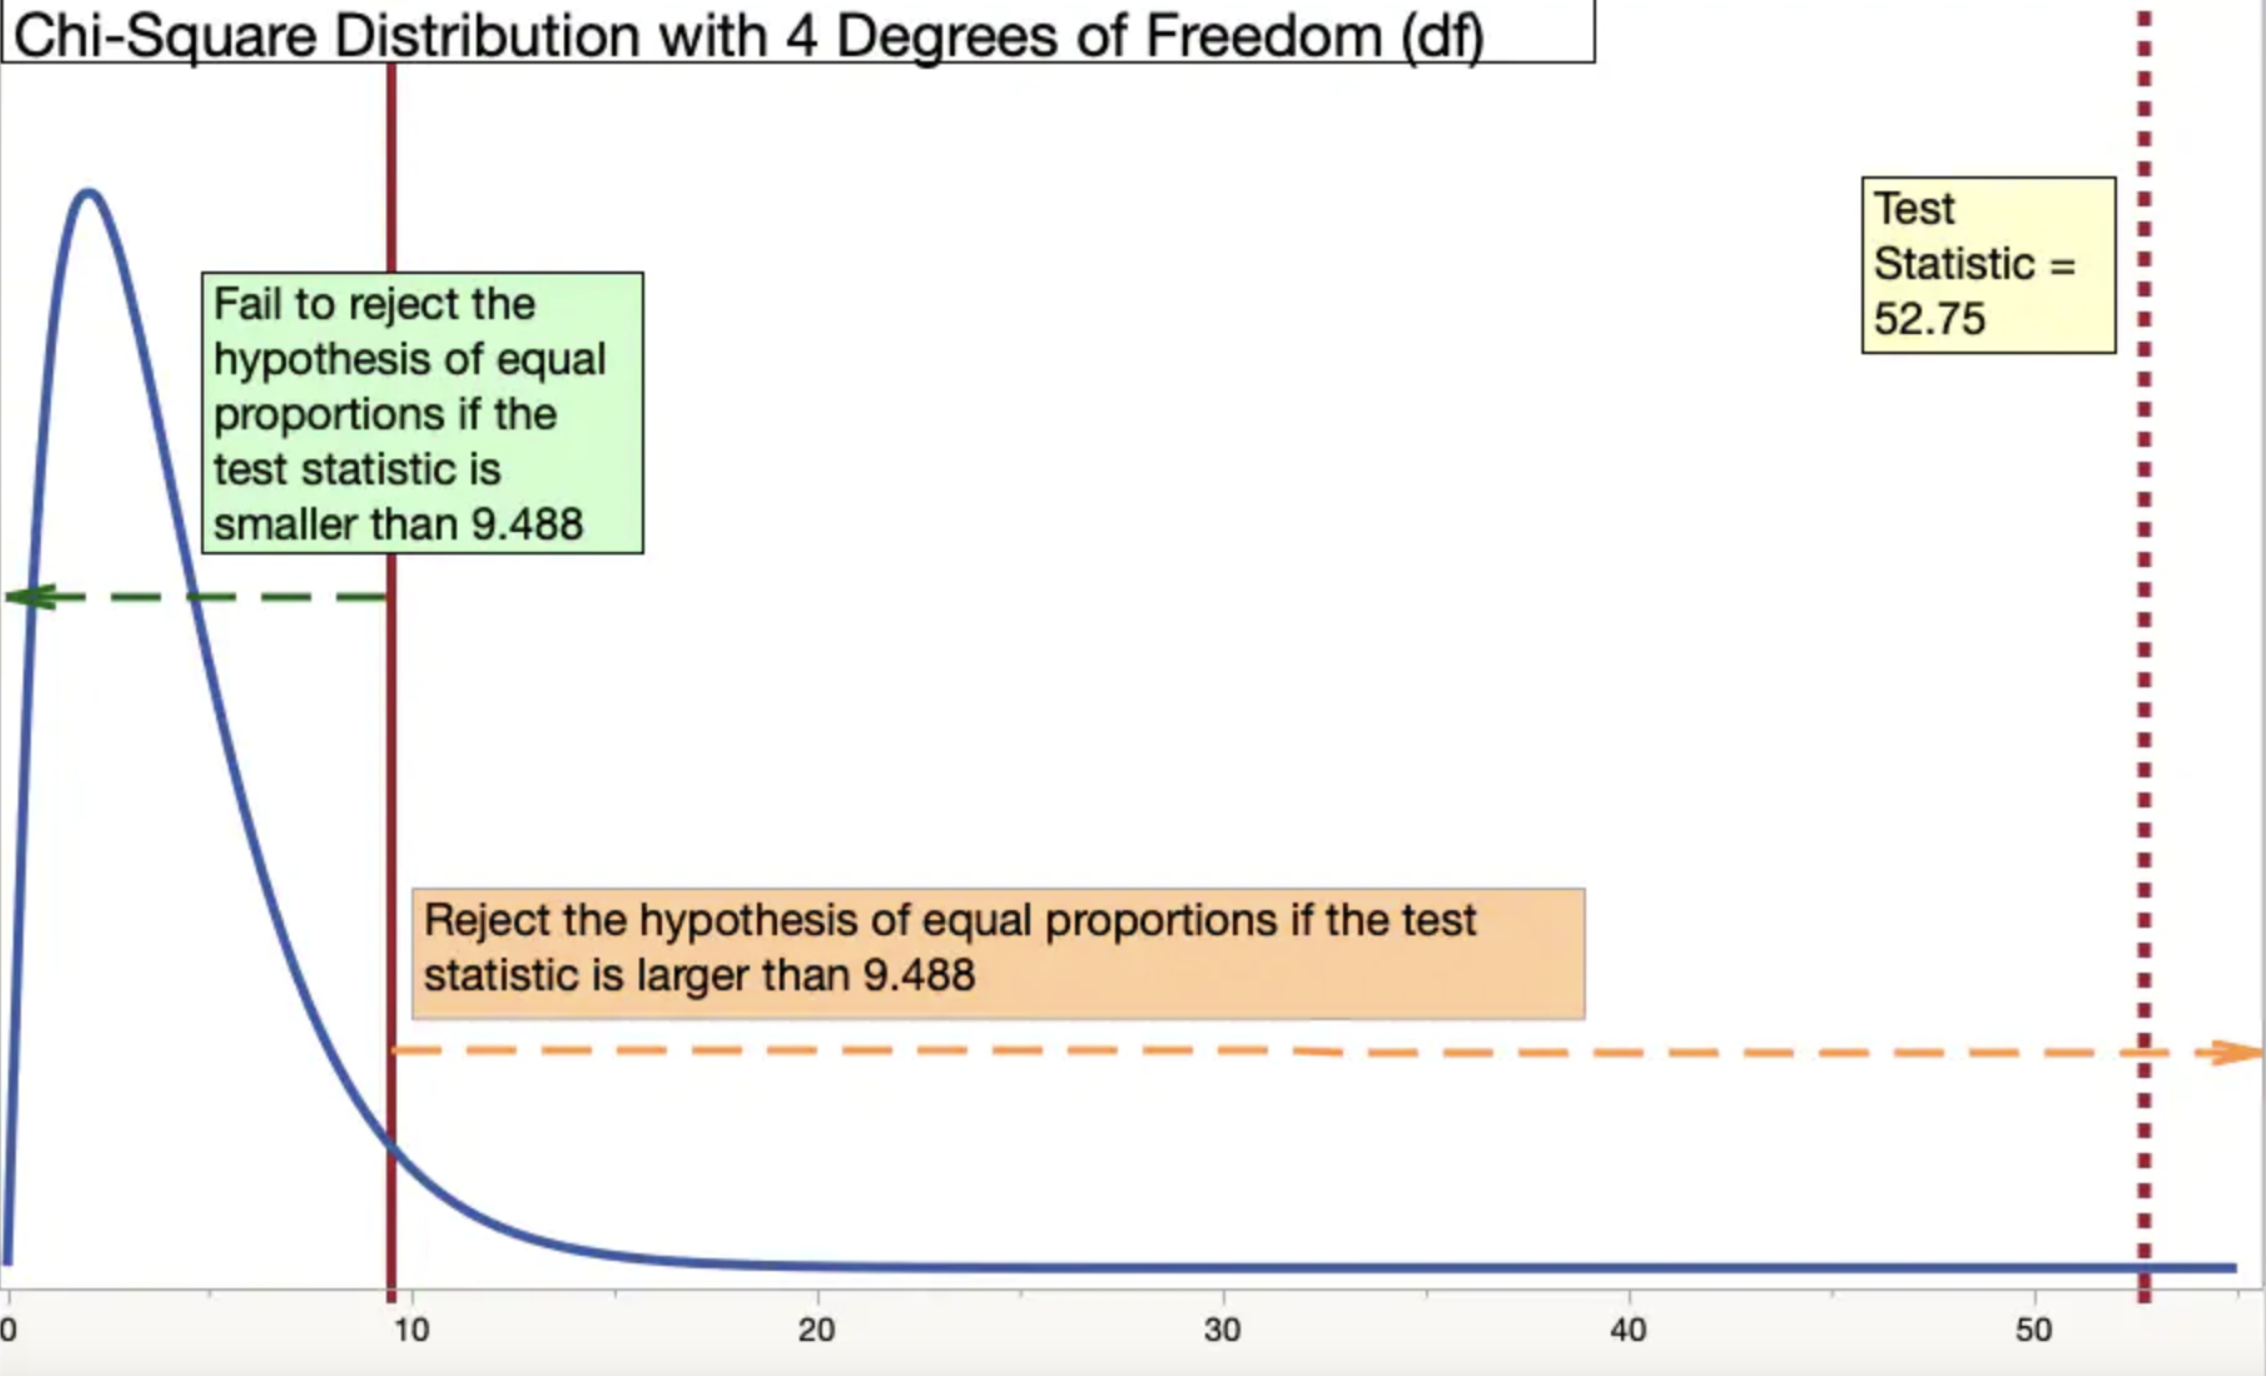 Chi-Square Distribution with 4 Degrees of Freedom (df)
Test
Statistic =
52.75
Fail to reject the
hypothesis of equal
proportions if the
test statistic is
smaller than 9.488
Reject the hypothesis of equal proportions if the test
statistic is larger than 9.488
0 10 20 30 40 50